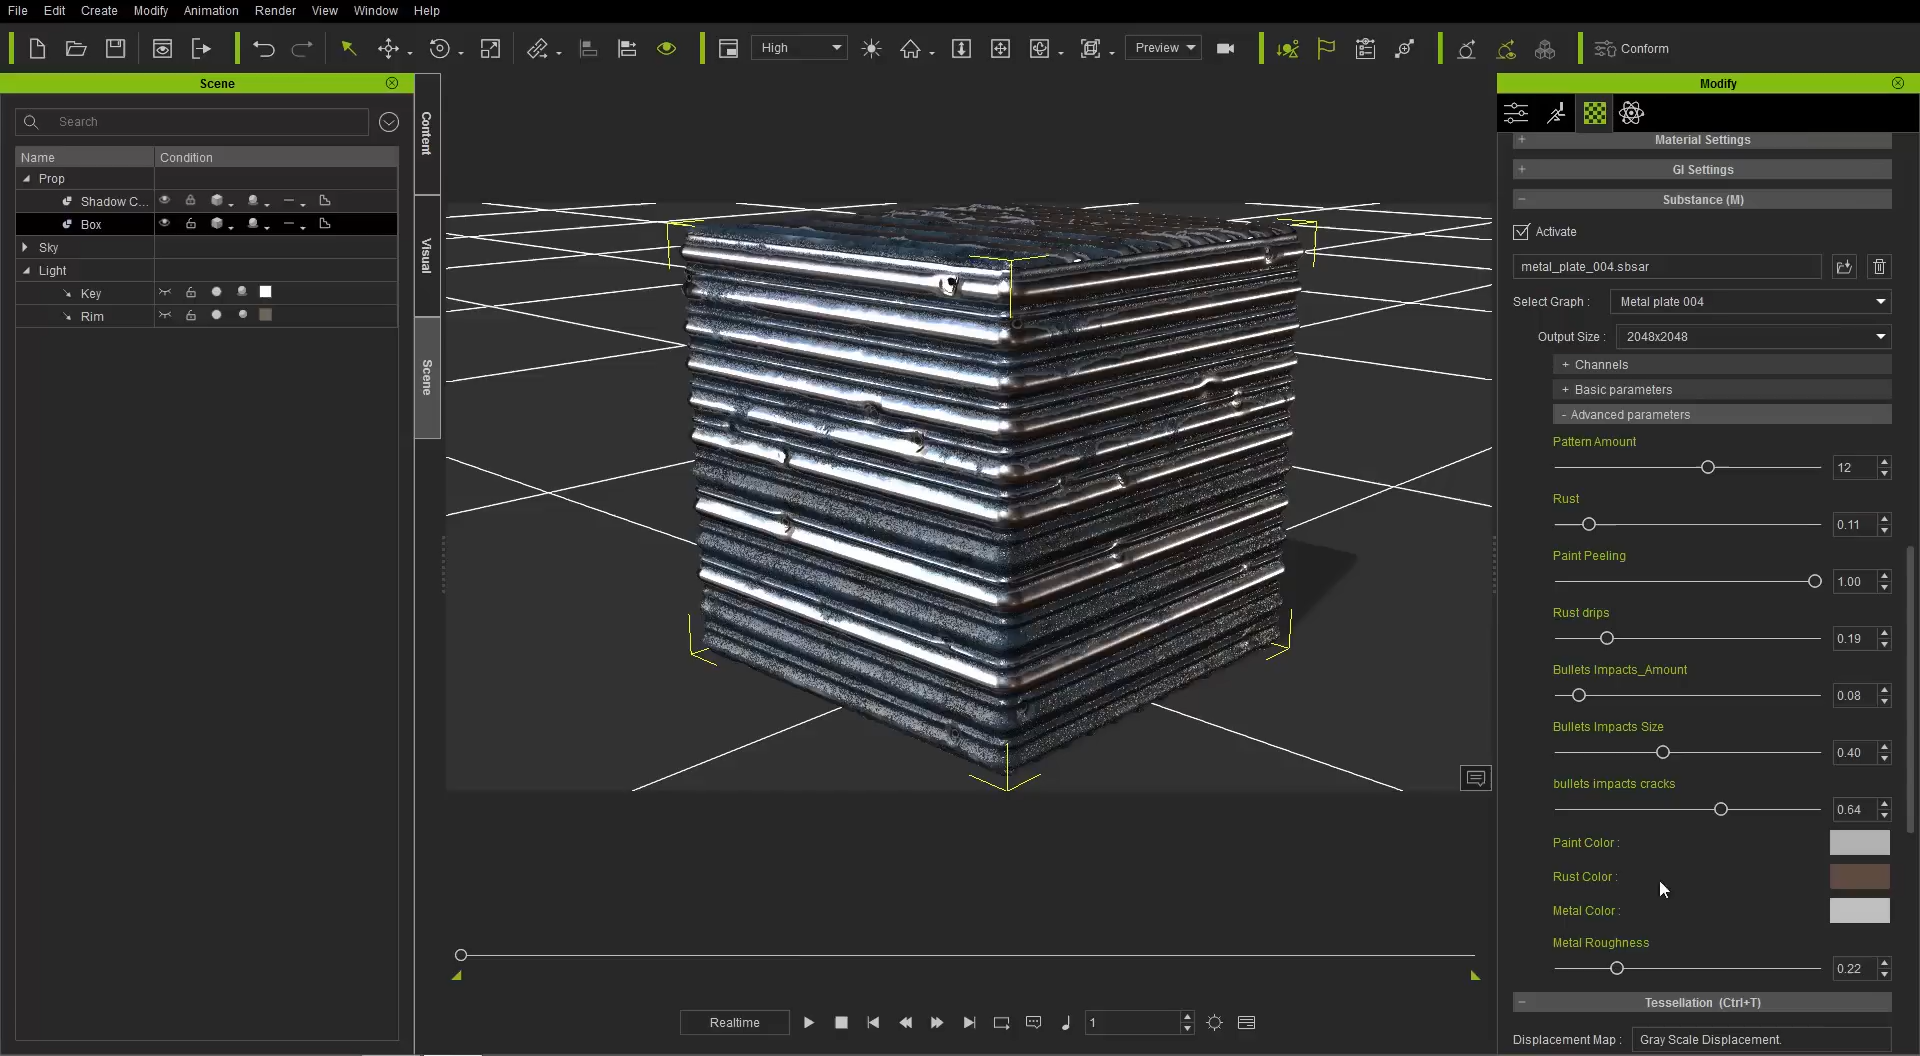 File Edit Create Modify Animation Render View Window Help
High
Preview
Conform
Scene
Search
Name Condition
Prop
Shadow C...
Box
Sky
Light
Key
Rim
Content
Visual
Scene
Realtime
1
Modify
+ Material Settings
+ GI Settings
- Substance (M)
Activate
metal_plate_004.sbsar
Select Graph : Metal plate 004
Output Size : 2048x2048
+ Channels
+ Basic parameters
- Advanced parameters
Pattern Amount
12
Rust
0.11
Paint Peeling
1.00
Rust drips
0.19
Bullets Impacts_Amount
0.08
Bullets Impacts Size
0.40
bullets impacts cracks
0.64
Paint Color :
Rust Color :
Metal Color :
Metal Roughness
0.22
- Tessellation (Ctrl+T)
Displacement Map : Gray Scale Displacement.